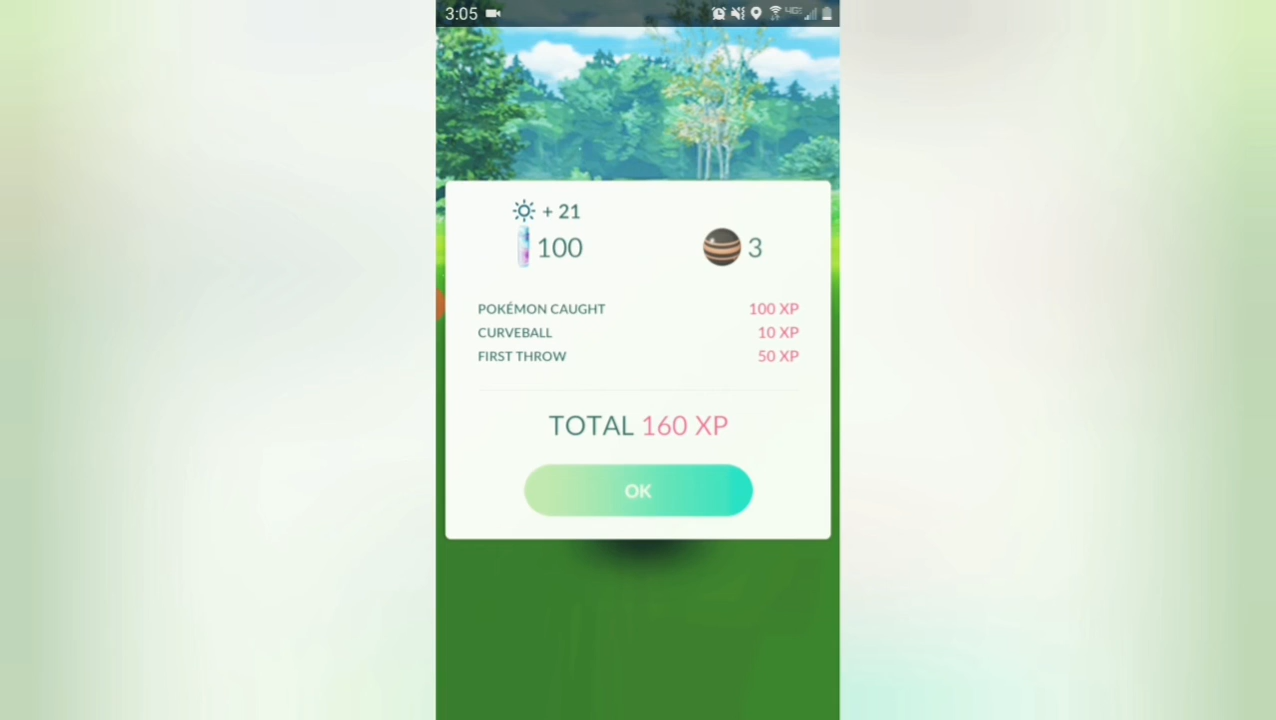 3:05
4G
+ 21
100
3
POKÉMON CAUGHT 100 XP
CURVEBALL 10 XP
FIRST THROW 50 XP
TOTAL 160 XP
OK